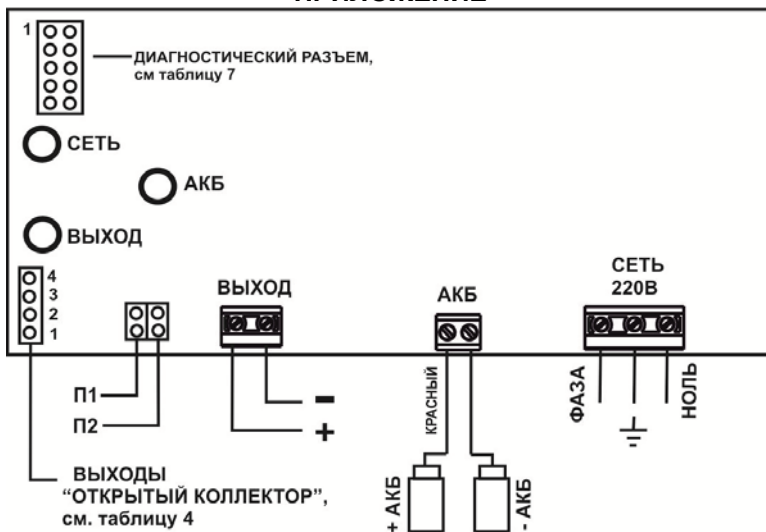 ПРИЛОЖЕНИЕ
1
ДИАГНОСТИЧЕСКИЙ РАЗЪЕМ,
см таблицу 7
СЕТЬ
АКБ
ВЫХОД
4
3
2
1
ВЫХОД
АКБ
СЕТЬ
220В
П1
П2
-
+
КРАСНЫЙ
ФАЗА
НОЛЬ
+ АКБ
- АКБ
ВЫХОДЫ
“ОТКРЫТЫЙ КОЛЛЕКТОР”,
см. таблицу 4